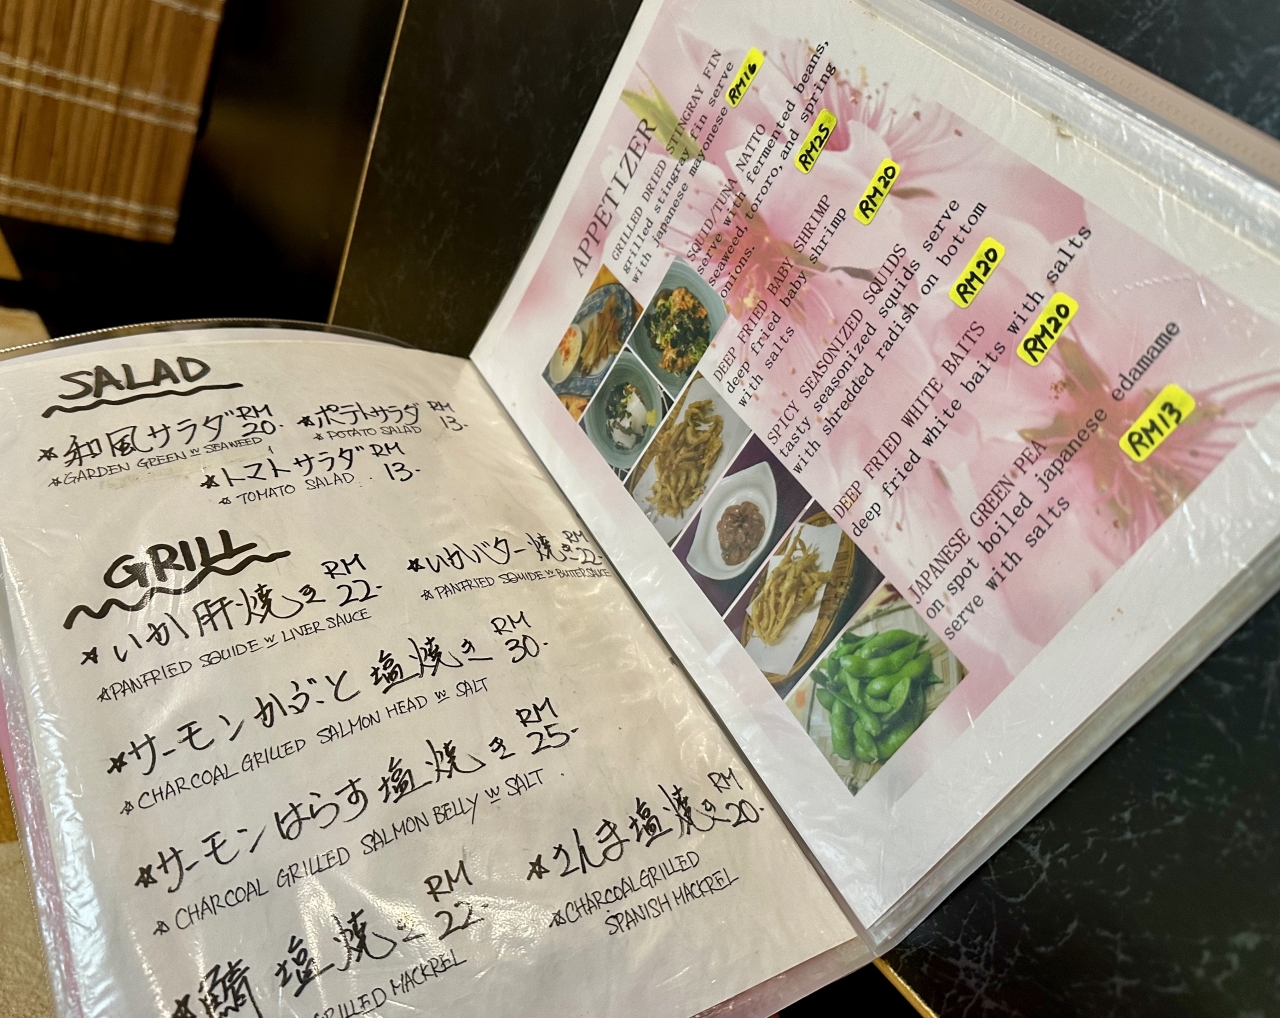 SALAD
★和風サラダ RM 20.
☆GARDEN GREEN w SEAWEED
★ポテトサラダ RM 13.
☆POTATO SALAD
★トマトサラダ RM 13.
☆TOMATO SALAD
GRILL
★いか肝焼き RM 22.
☆PANFRIED SQUIDE w LIVER SAUCE
★いかバター焼き RM 22.
☆PANFRIED SQUIDE w BUTTER SAUCE
★サーモンかぶと塩焼き RM 30.
☆CHARCOAL GRILLED SALMON HEAD w SALT
★サーモンはらす塩焼き RM 25.
☆CHARCOAL GRILLED SALMON BELLY w SALT
★さんま塩焼き RM 20.
☆CHARCOALGRILLED
SPANISH MACKREL
★鯖塩焼き RM 22.
GRILLED MACKREL
APPETIZER
GRILLED DRIED STINGRAY FIN
grilled stingray fin serve
with japanese mayonese RM16
SQUID/TUNA NATTO
serve with fermented beans,
seaweed, tororo, and spring
onions. RM25
DEEP FRIED BABY SHRIMP
deep fried baby shrimp
with salts RM20
SPICY SEASONIZED SQUIDS
tasty seasonized squids serve
with shredded radish on bottom
RM20
DEEP FRIED WHITE BAITS
deep fried white baits with salts
RM20
JAPANESE GREEN PEA
on spot boiled japanese edamame
serve with salts RM13